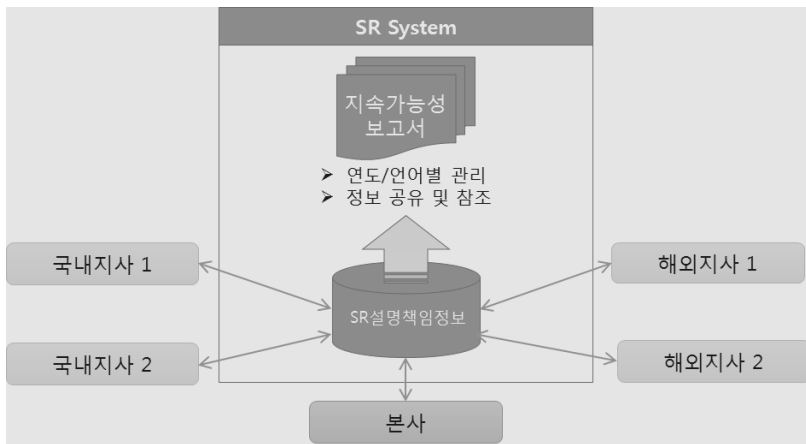 SR System
지속가능성
보고서
➤ 연도/언어별 관리
➤ 정보 공유 및 참조
국내지사 1
해외지사 1
SR설명책임정보
국내지사 2
해외지사 2
본사